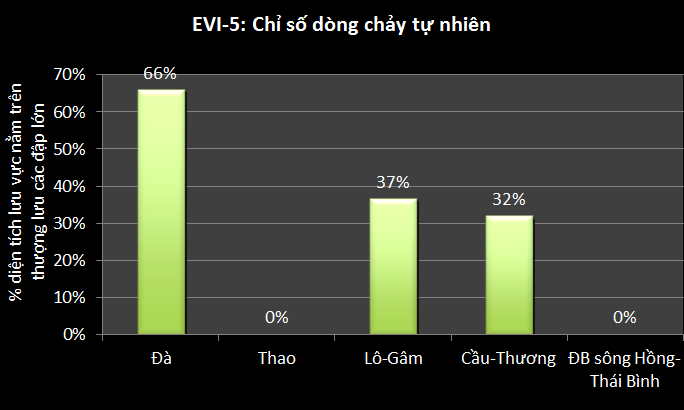 EVI-5: Chỉ số dòng chảy tự nhiên
% diện tích lưu vực nằm trên
thượng lưu các đập lớn
70%
60%
50%
40%
30%
20%
10%
0%
66%
0%
37%
32%
0%
Đà
Thao
Lô-Gâm
Cầu-Thương
ĐB sông Hồng-
Thái Bình